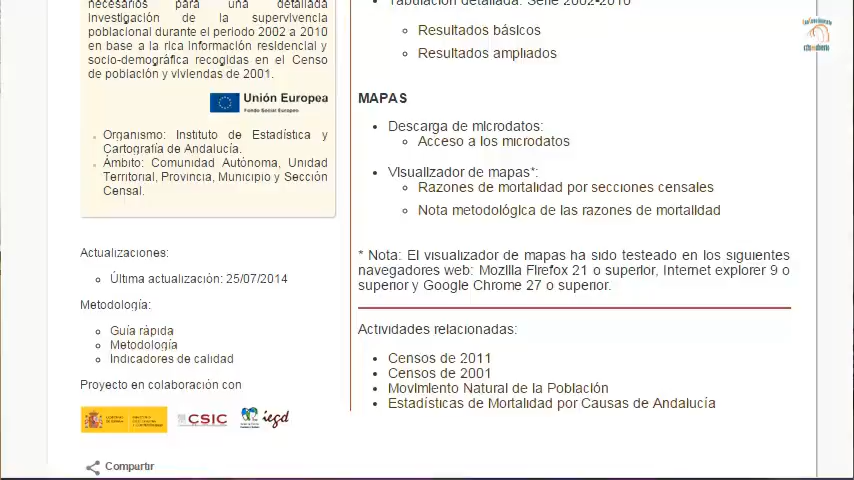 necesarios para una detallada
investigación de la supervivencia
poblacional durante el periodo 2002 a 2010
en base a la rica información residencial y
socio-demográfica recogidas en el Censo
de población y viviendas de 2001.
Unión Europea
Fondo Social Europeo
Organismo: Instituto de Estadística y
Cartografía de Andalucía.
Ámbito: Comunidad Autónoma, Unidad
Territorial, Provincia, Municipio y Sección
Censal.
Actualizaciones:
Última actualización: 25/07/2014
Metodología:
Guía rápida
Metodología
Indicadores de calidad
Proyecto en colaboración con
CSIC
iegd
Compartir
Tabulación detallada. Serie 2002-2010
Resultados básicos
Resultados ampliados
MAPAS
Descarga de microdatos:
Acceso a los microdatos
Visualizador de mapas*:
Razones de mortalidad por secciones censales
Nota metodológica de las razones de mortalidad
* Nota: El visualizador de mapas ha sido testeado en los siguientes
navegadores web: Mozilla Firefox 21 o superior, Internet explorer 9 o
superior y Google Chrome 27 o superior.
Actividades relacionadas:
Censos de 2011
Censos de 2001
Movimiento Natural de la Población
Estadísticas de Mortalidad por Causas de Andalucía